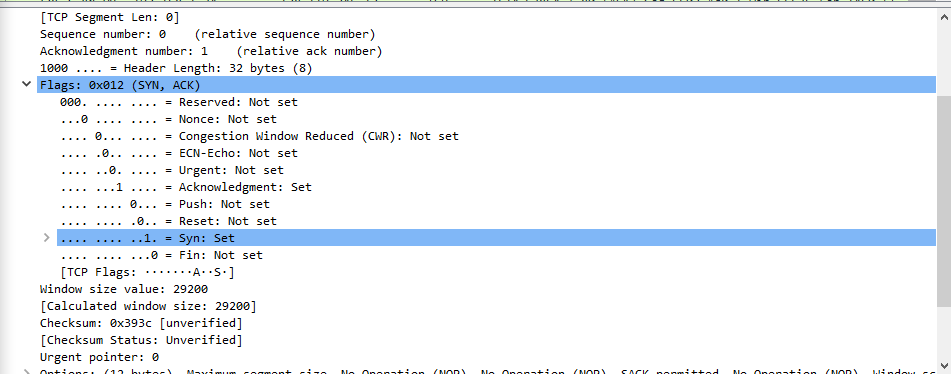 [TCP Segment Len: 0]
Sequence number: 0    (relative sequence number)
Acknowledgment number: 1    (relative ack number)
1000 .... = Header Length: 32 bytes (8)
Flags: 0x012 (SYN, ACK)
000. .... .... = Reserved: Not set
...0 .... .... = Nonce: Not set
.... 0... .... = Congestion Window Reduced (CWR): Not set
.... .0.. .... = ECN-Echo: Not set
.... ..0. .... = Urgent: Not set
.... ...1 .... = Acknowledgment: Set
.... .... 0... = Push: Not set
.... .... .0.. = Reset: Not set
.... .... ..1. = Syn: Set
.... .... ...0 = Fin: Not set
[TCP Flags: ·······A··S·]
Window size value: 29200
[Calculated window size: 29200]
Checksum: 0x393c [unverified]
[Checksum Status: Unverified]
Urgent pointer: 0
Options: (12 bytes), Maximum segment size, No-Operation (NOP), No-Operation (NOP), SACK permitted, No-Operation (NOP), Window